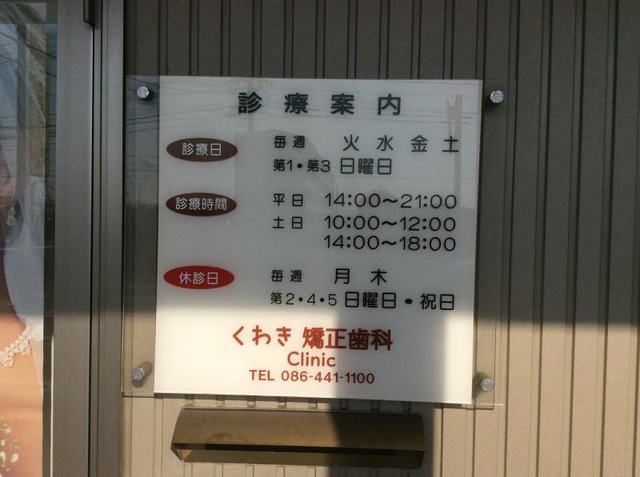 診療案内
診療日 毎週 火 水 金 土
第1・第3 日曜日
診療時間 平日 14:00〜21:00
土日 10:00〜12:00
14:00〜18:00
休診日 毎週 月 木
第2・4・5 日曜日・祝日
くわき 矯正歯科
Clinic
TEL 086-441-1100